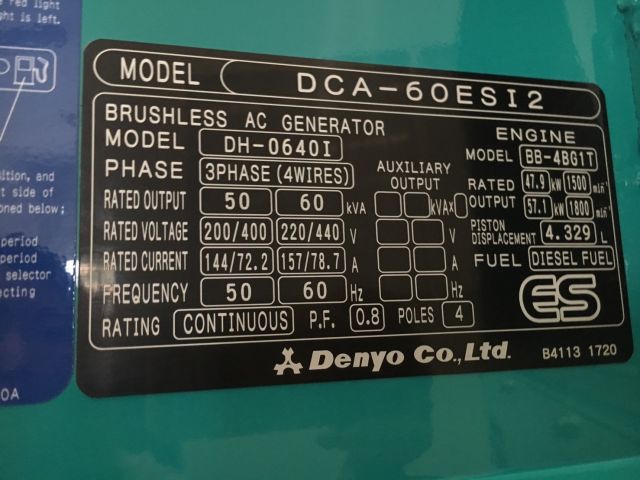 e red light
ht is left.
ition, and
t side of
oned below:
period
period
selector
ecting
0A
MODEL DCA-60ESI2
BRUSHLESS AC GENERATOR
MODEL DH-0640I
PHASE 3PHASE (4WIRES)
RATED OUTPUT 50 60 kVA
RATED VOLTAGE 200/400 220/440 V
RATED CURRENT 144/72.2 157/78.7 A
FREQUENCY 50 60 Hz
RATING CONTINUOUS P.F. 0.8 POLES 4
AUXILIARY
OUTPUT
kVA×
V
A
Hz
ENGINE
MODEL BB-4BG1T
RATED 47.9 kW 1500 min⁻¹
OUTPUT 57.1 kW 1800 min⁻¹
PISTON
DISPLACEMENT 4.329 L
FUEL DIESEL FUEL
ES
Denyo Co.,Ltd.
B4113 1720